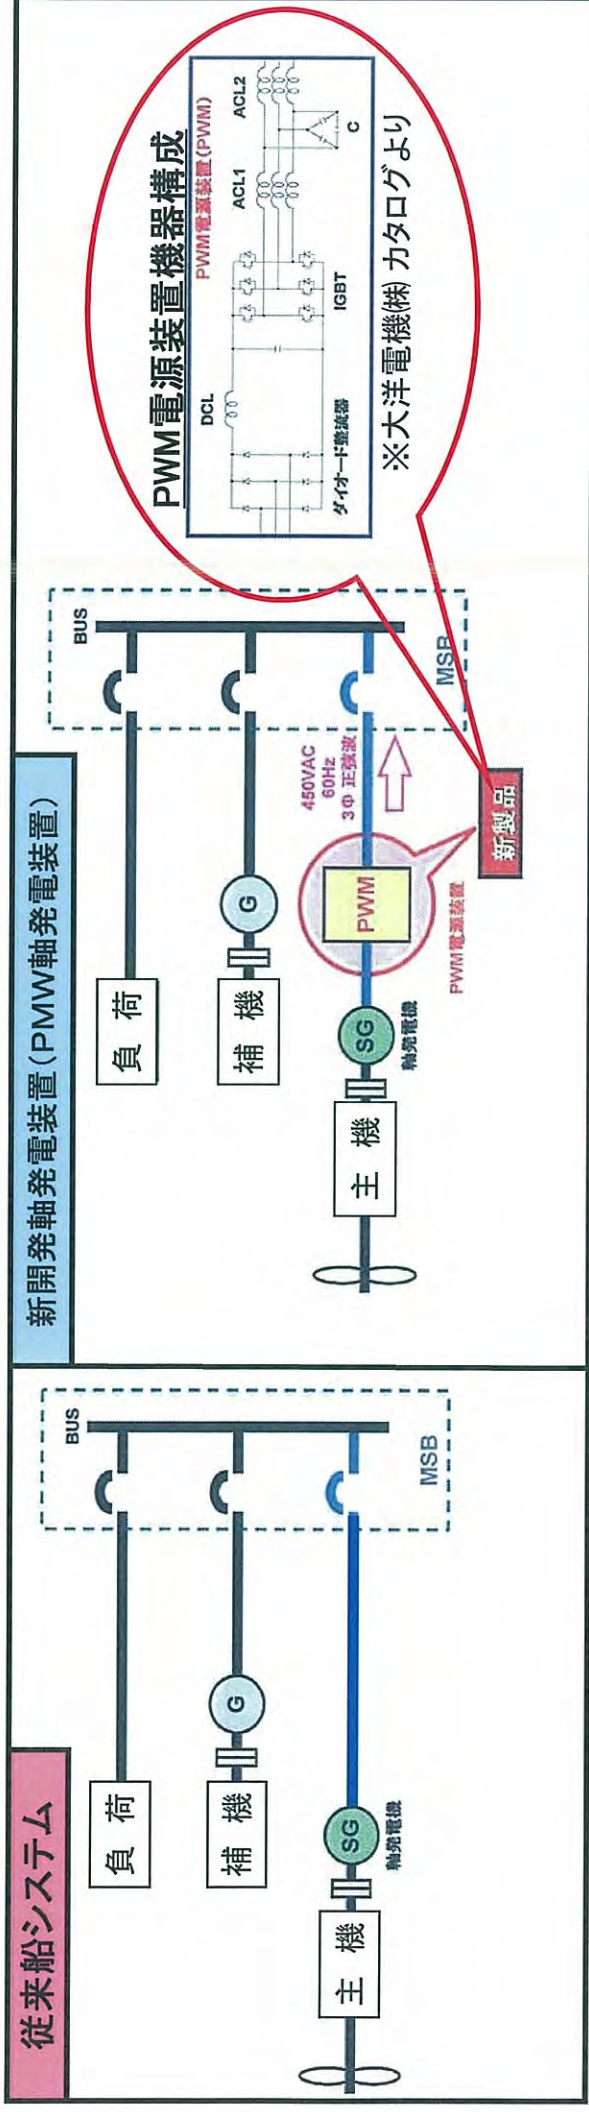 従来船システム
BUS
負 荷
補 機
G
主 機
SG
軸発電機
MSB
新開発軸発電装置(PMW軸発電装置)
BUS
負 荷
補 機
G
主 機
SG
軸発電機
PWM
PWM電源装置
450VAC
60Hz
3Φ 正弦波
MSB
新製品
PWM電源装置機器構成
PWM電源装置(PWM)
DCL
ACL1
ACL2
ダイオード整流器
IGBT
C
※大洋電機㈱ カタログより